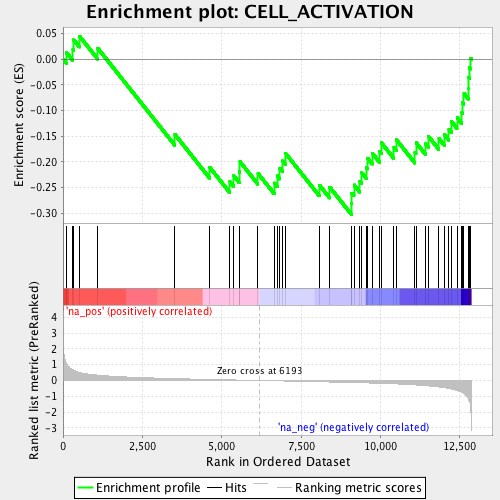 Enrichment plot: CELL_ACTIVATION
Enrichment score (ES)
0.05
0.00
-0.05
-0.10
-0.15
-0.20
-0.25
-0.30
'na_pos' (positively correlated)
Ranked list metric (PreRanked)
4
3
2
1
0
-1
-2
-3
Zero cross at 6193
'na_neg' (negatively correlated)
0
2,500
5,000
7,500
10,000
12,500
Rank in Ordered Dataset
Enrichment profile
Hits
Ranking metric scores